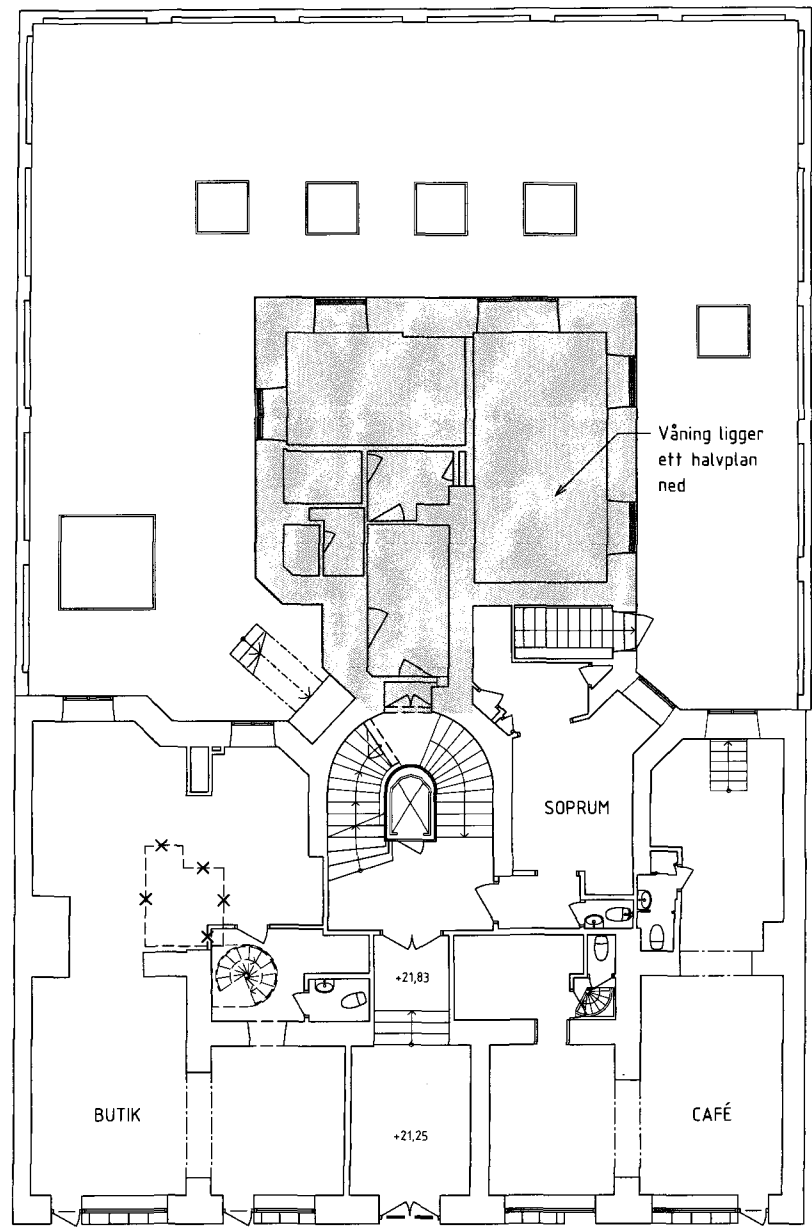 Våning ligger
ett halvplan
ned
SOPRUM
+21,83
BUTIK
+21,25
CAFÉ